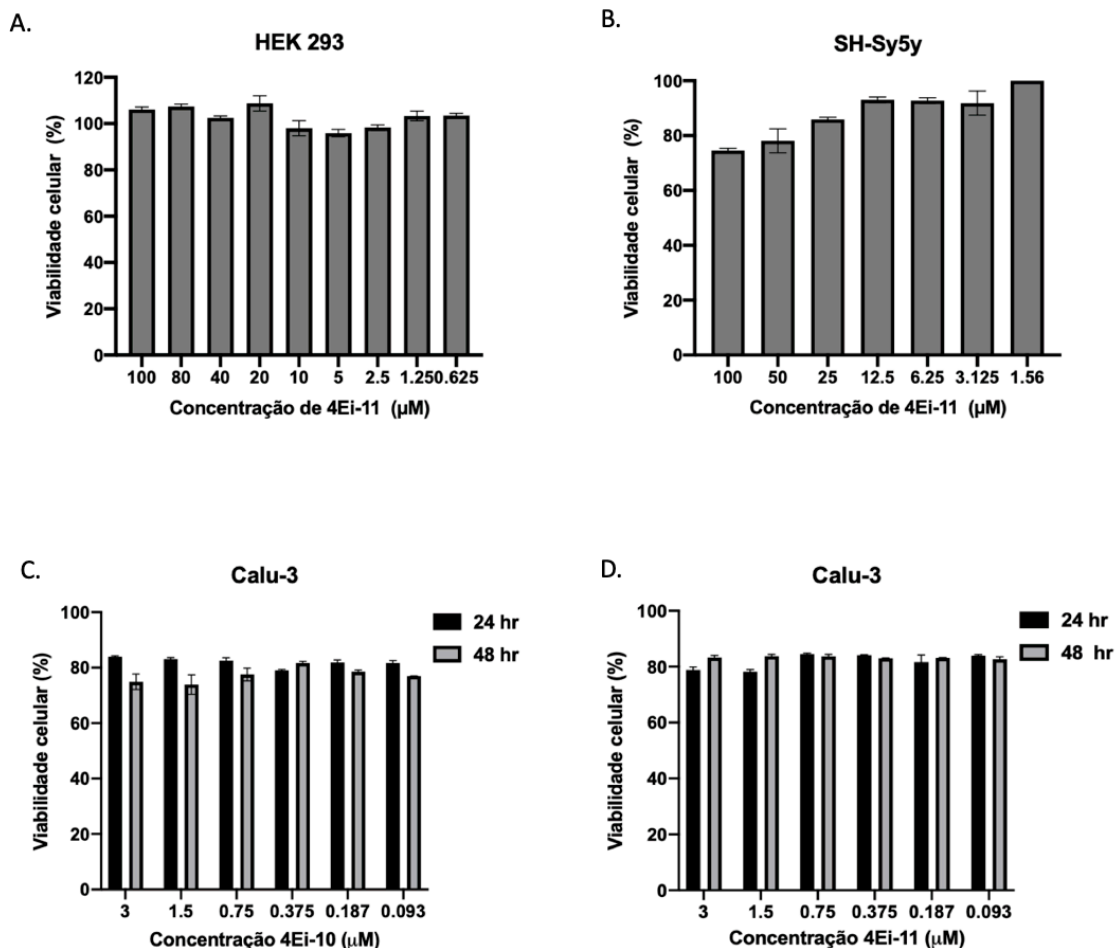 A.
HEK 293
Viabilidade celular (%)
120
100
80
60
40
20
0
100 80 40 20 10 5 2.5 1.25 0.625
Concentração de 4Ei-11 (µM)
B.
SH-Sy5y
Viabilidade celular (%)
100
80
60
40
20
0
100 50 25 12.5 6.25 3.125 1.56
Concentração de 4Ei-11 (µM)
C.
Calu-3
24 hr
48 hr
Viabilidade celular (%)
100
80
60
40
20
0
3 1.5 0.75 0.375 0.187 0.093
Concentração 4Ei-10 (µM)
D.
Calu-3
24 hr
48 hr
Viabilidade celular (%)
100
80
60
40
20
0
3 1.5 0.75 0.375 0.187 0.093
Concentração 4Ei-11 (µM)